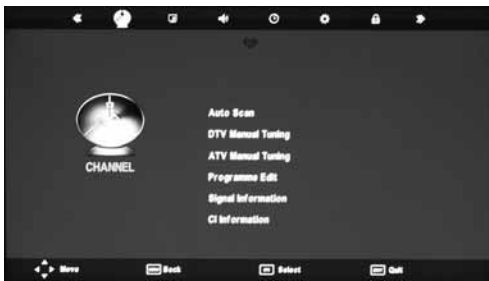 CHANNEL
Auto Scan
DTV Manual Tuning
ATV Manual Tuning
Programme Edit
Signal Information
CI Information
Move
Back
Select
Quit